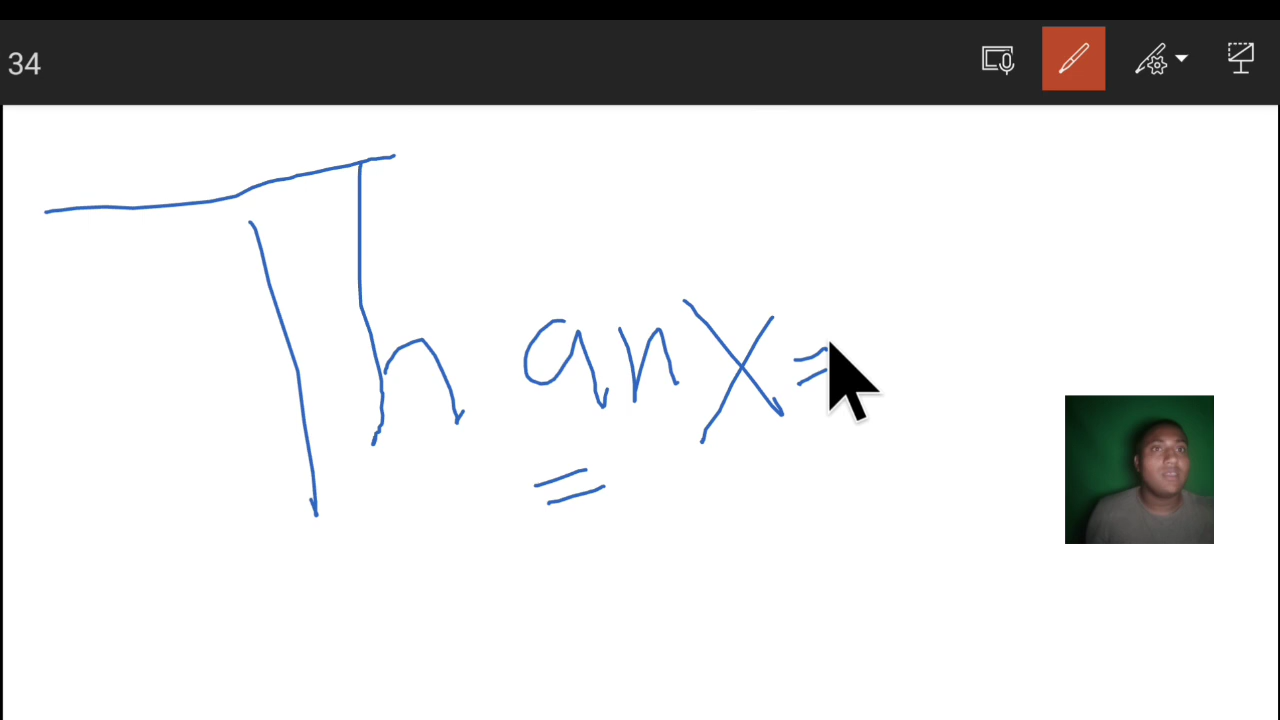 34
Thanx=
=